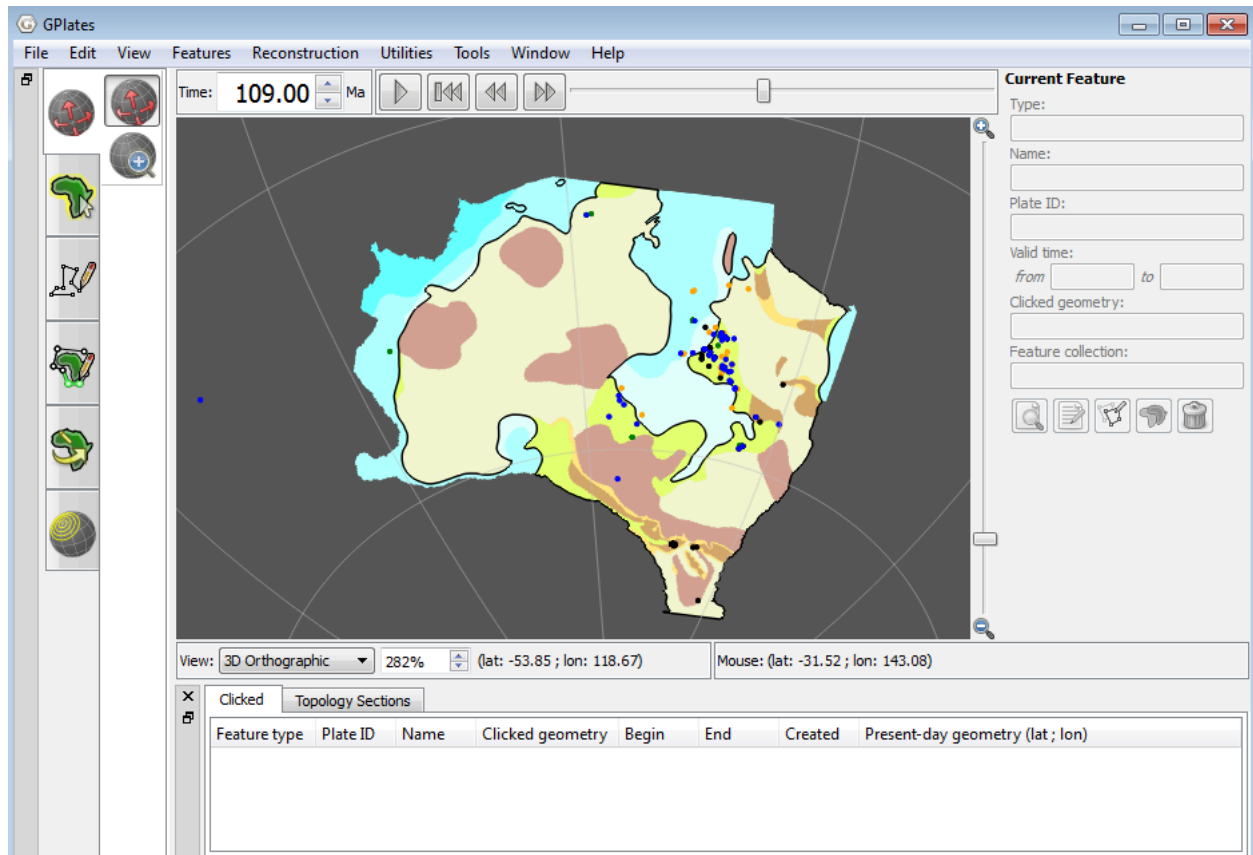 GPlates
File Edit View Features Reconstruction Utilities Tools Window Help
Time: 109.00 Ma
Current Feature
Type:
Name:
Plate ID:
Valid time:
from to
Clicked geometry:
Feature collection:
View: 3D Orthographic 282% (lat: -53.85 ; lon: 118.67) Mouse: (lat: -31.52 ; lon: 143.08)
Clicked Topology Sections
Feature type Plate ID Name Clicked geometry Begin End Created Present-day geometry (lat ; lon)